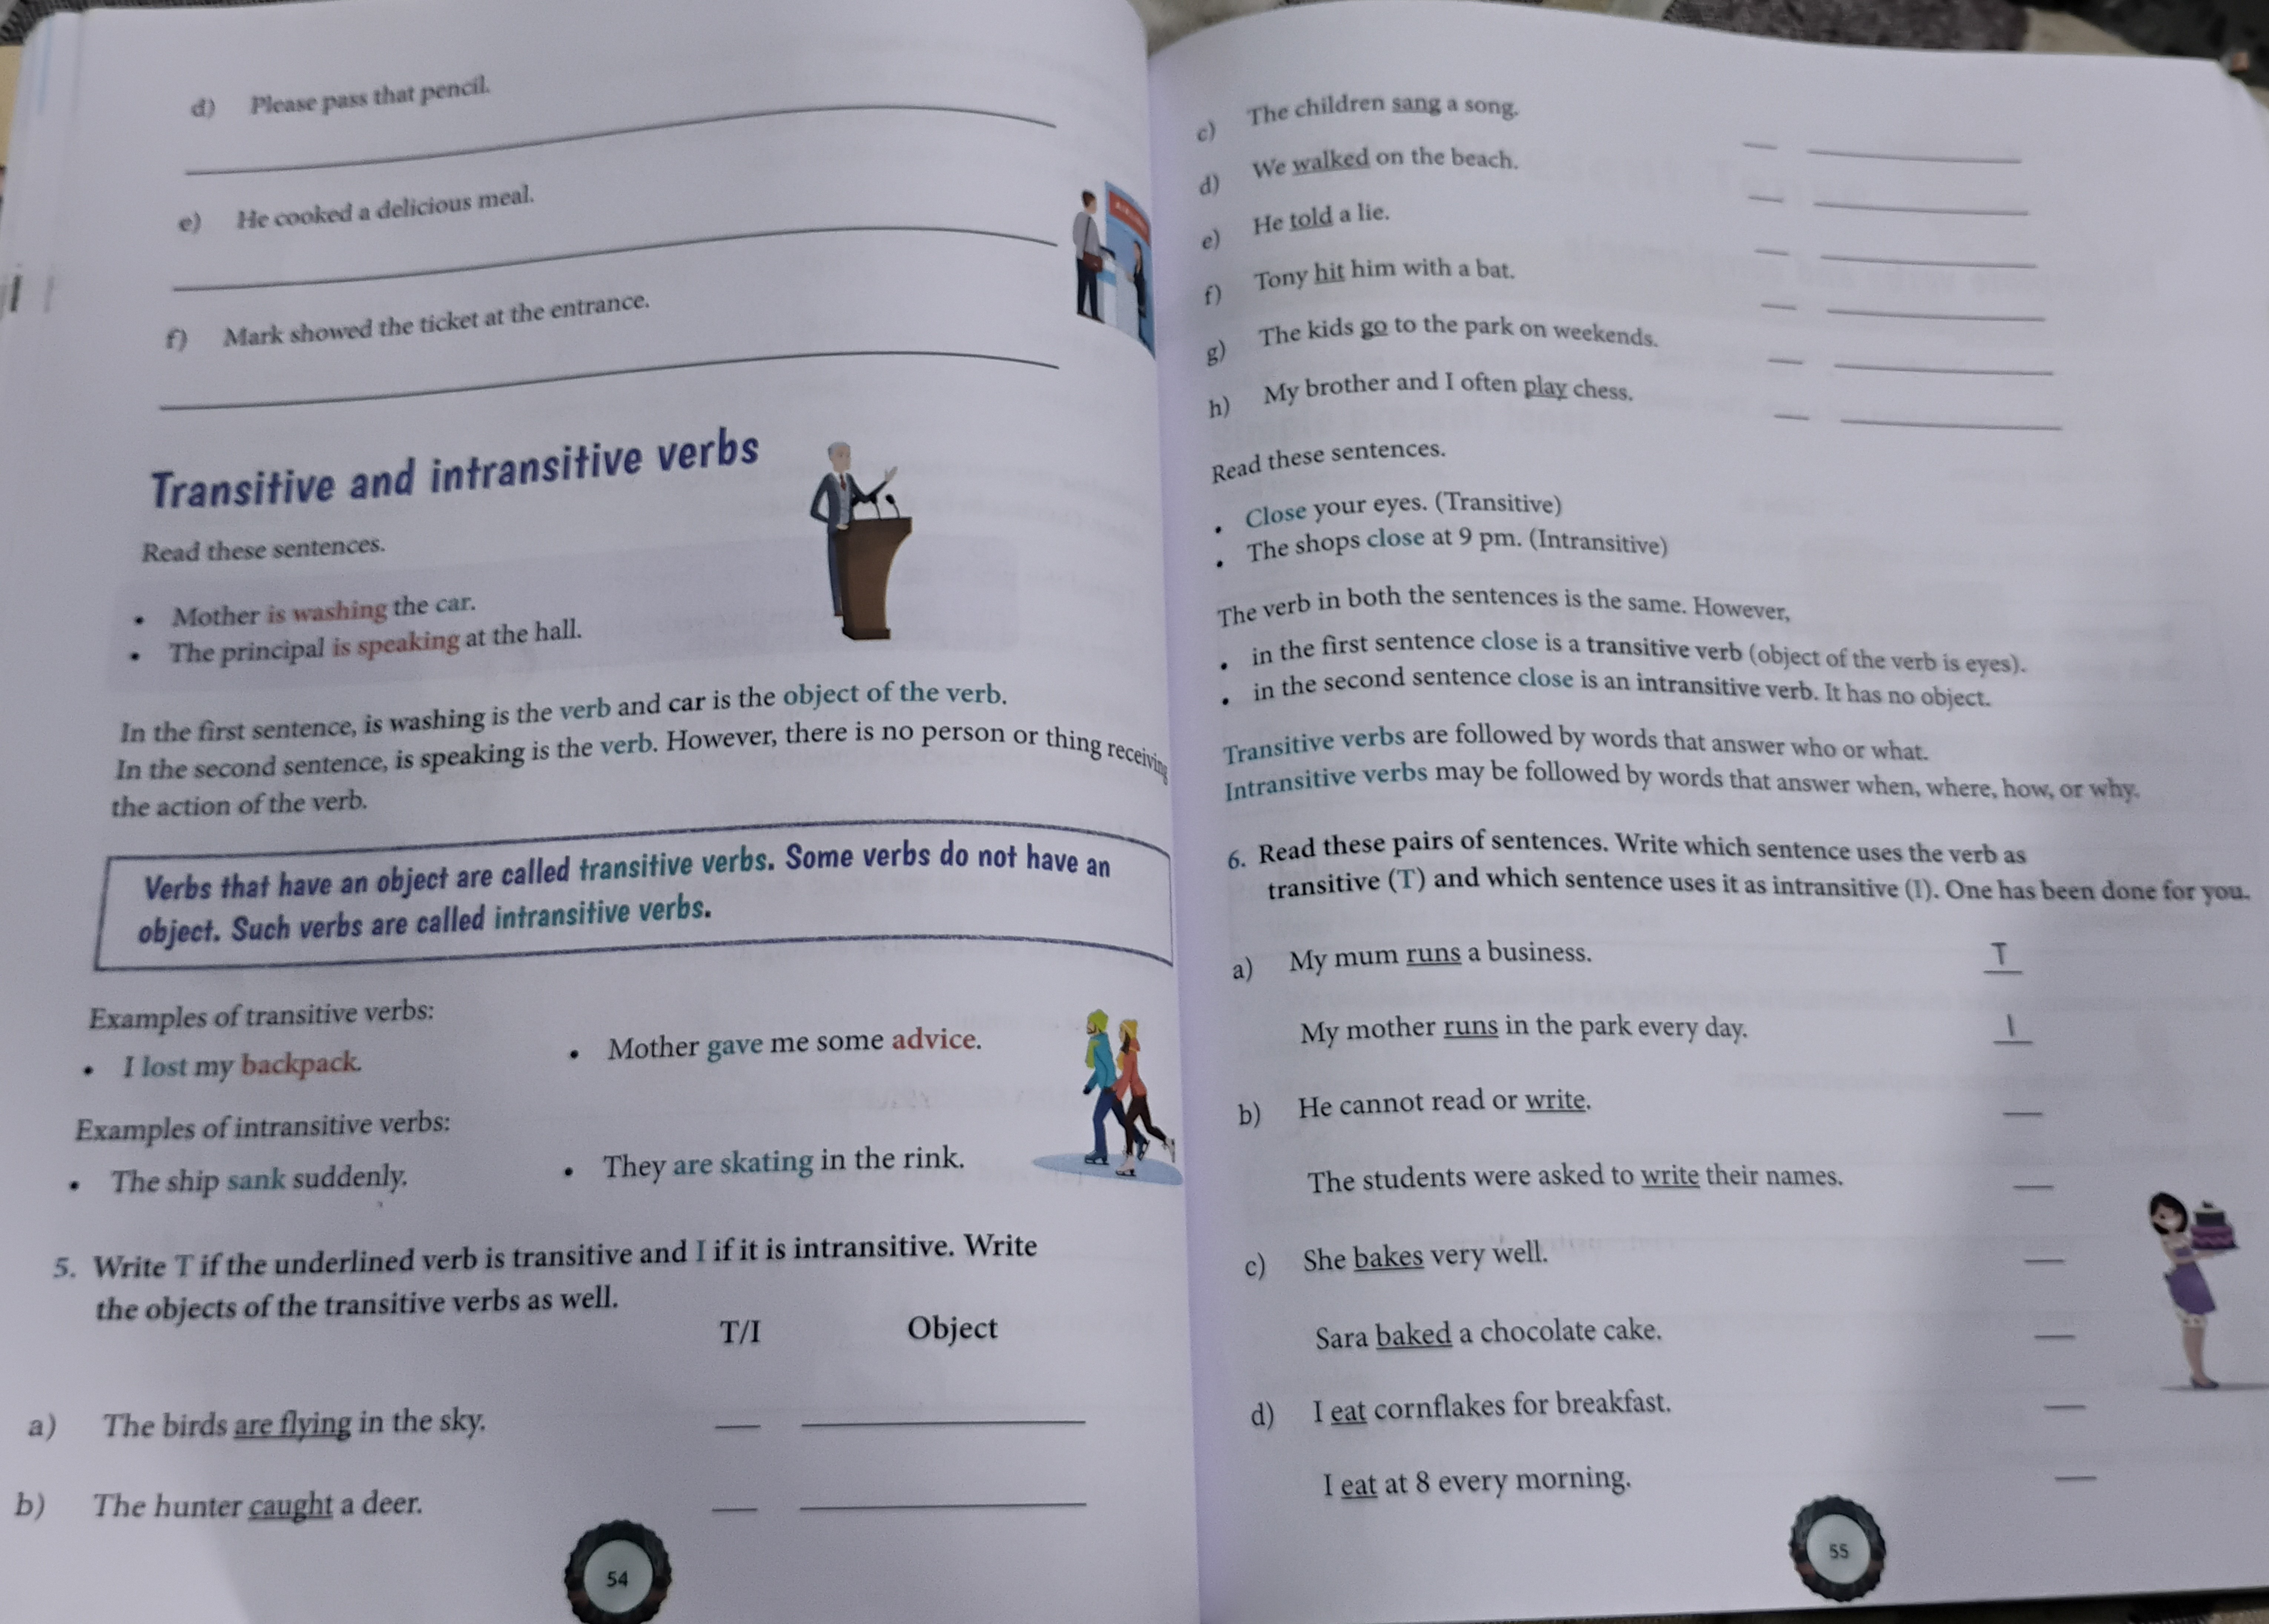 d) Please pass that pencil.
e) He cooked a delicious meal.
f) Mark showed the ticket at the entrance.
Transitive and intransitive verbs
Read these sentences.
• Mother is washing the car.
• The principal is speaking at the hall.
In the first sentence, is washing is the verb and car is the object of the verb.
In the second sentence, is speaking is the verb. However, there is no person or thing receiving
the action of the verb.
Verbs that have an object are called transitive verbs. Some verbs do not have an
object. Such verbs are called intransitive verbs.
Examples of transitive verbs:
• I lost my backpack. • Mother gave me some advice.
Examples of intransitive verbs:
• The ship sank suddenly. • They are skating in the rink.
5. Write T if the underlined verb is transitive and I if it is intransitive. Write
the objects of the transitive verbs as well.
T/I Object
a) The birds are flying in the sky.
b) The hunter caught a deer.
54
c) The children sang a song.
d) We walked on the beach.
e) He told a lie.
f) Tony hit him with a bat.
g) The kids go to the park on weekends.
h) My brother and I often play chess.
Read these sentences.
• Close your eyes. (Transitive)
• The shops close at 9 pm. (Intransitive)
The verb in both the sentences is the same. However,
• in the first sentence close is a transitive verb (object of the verb is eyes).
• in the second sentence close is an intransitive verb. It has no object.
Transitive verbs are followed by words that answer who or what.
Intransitive verbs may be followed by words that answer when, where, how, or why.
6. Read these pairs of sentences. Write which sentence uses the verb as
transitive (T) and which sentence uses it as intransitive (I). One has been done for you.
a) My mum runs a business. T
My mother runs in the park every day. I
b) He cannot read or write.
The students were asked to write their names.
c) She bakes very well.
Sara baked a chocolate cake.
d) I eat cornflakes for breakfast.
I eat at 8 every morning.
55